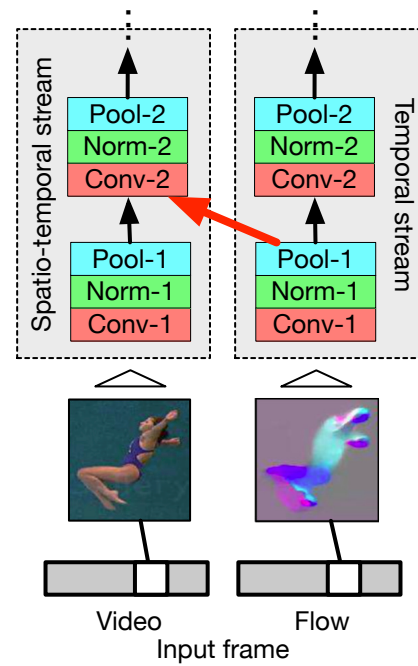 Spatio-temporal stream
Pool-2
Norm-2
Conv-2
Pool-1
Norm-1
Conv-1
Temporal stream
Pool-2
Norm-2
Conv-2
Pool-1
Norm-1
Conv-1
Video
Flow
Input frame